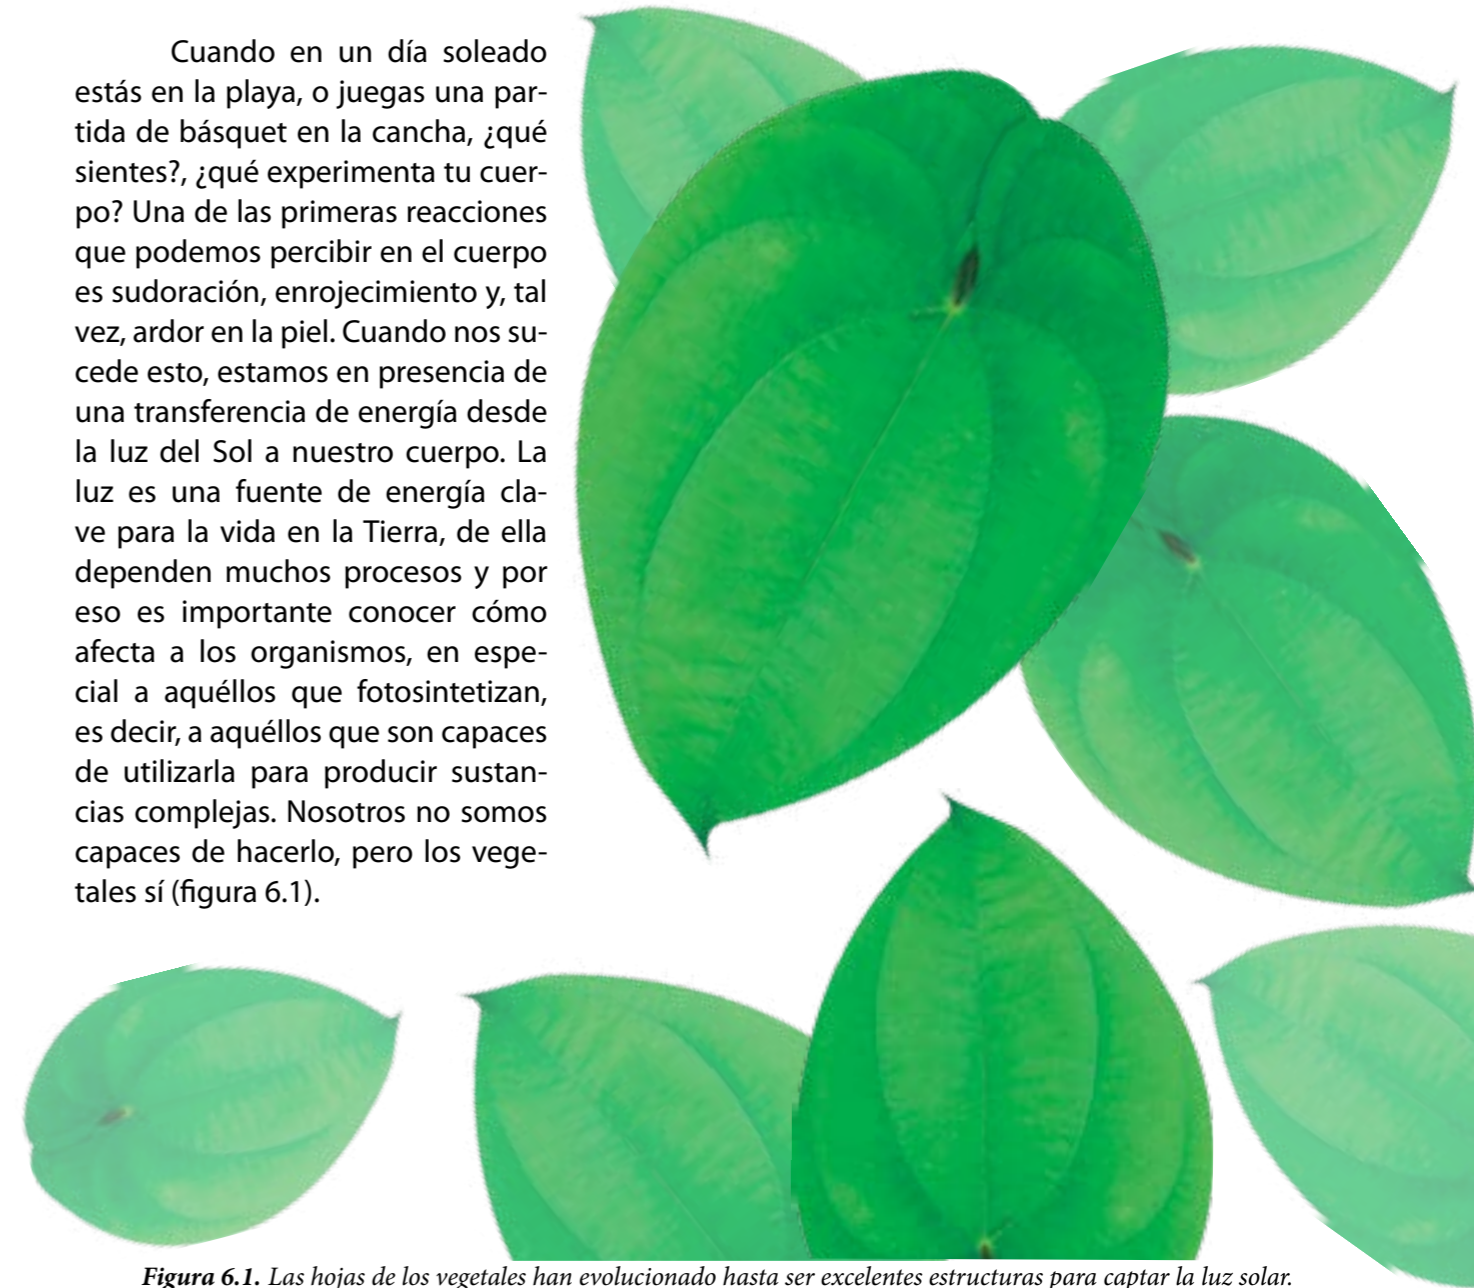 Cuando en un día soleado
estás en la playa, o juegas una par-
tida de básquet en la cancha, ¿qué
sientes?, ¿qué experimenta tu cuer-
po? Una de las primeras reacciones
que podemos percibir en el cuerpo
es sudoración, enrojecimiento y, tal
vez, ardor en la piel. Cuando nos su-
cede esto, estamos en presencia de
una transferencia de energía desde
la luz del Sol a nuestro cuerpo. La
luz es una fuente de energía cla-
ve para la vida en la Tierra, de ella
dependen muchos procesos y por
eso es importante conocer cómo
afecta a los organismos, en espe-
cial a aquéllos que fotosintetizan,
es decir, a aquéllos que son capaces
de utilizarla para producir sustan-
cias complejas. Nosotros no somos
capaces de hacerlo, pero los vege-
tales sí (figura 6.1).
Figura 6.1. Las hojas de los vegetales han evolucionado hasta ser excelentes estructuras para captar la luz solar.